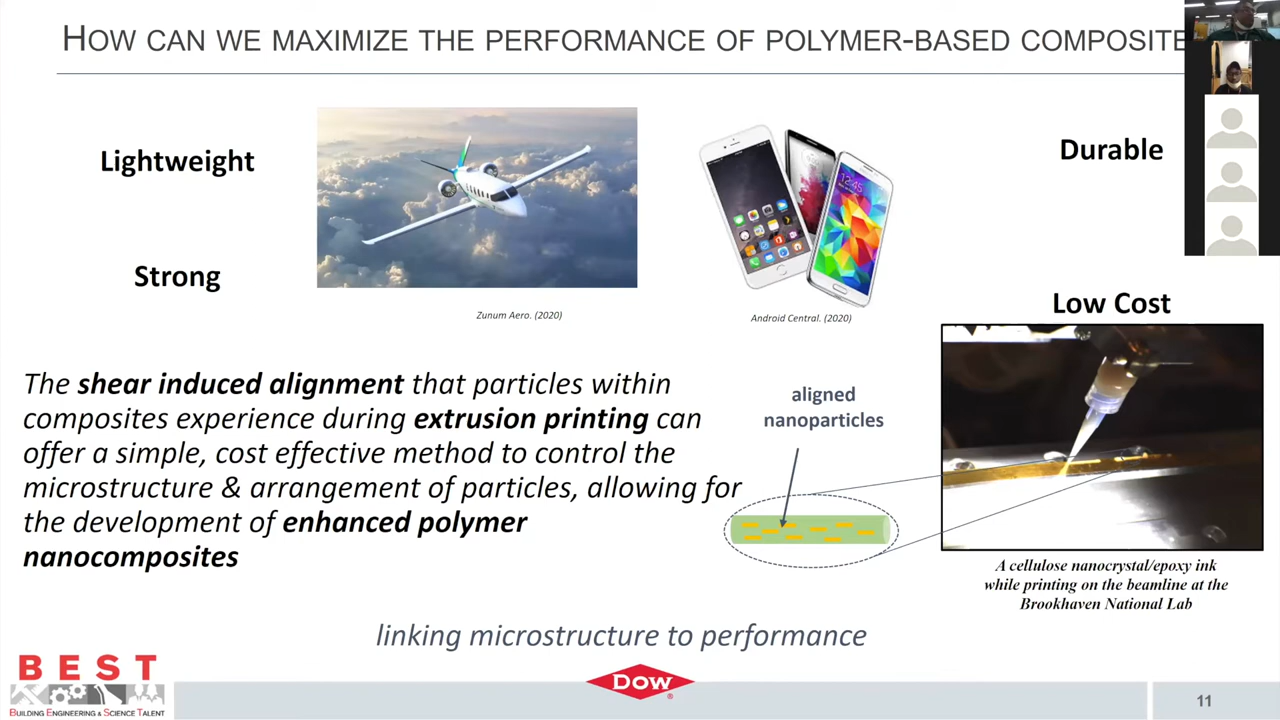 HOW CAN WE MAXIMIZE THE PERFORMANCE OF POLYMER-BASED COMPOSITE
Lightweight
Durable
Strong
Zunum Aero. (2020)
Android Central. (2020)
12:45
Low Cost
The shear induced alignment that particles within
composites experience during extrusion printing can
offer a simple, cost effective method to control the
microstructure & arrangement of particles, allowing for
the development of enhanced polymer
nanocomposites
aligned
nanoparticles
A cellulose nanocrystal/epoxy ink
while printing on the beamline at the
Brookhaven National Lab
linking microstructure to performance
BEST
BUILDING ENGINEERING & SCIENCE TALENT
DOW
®
11